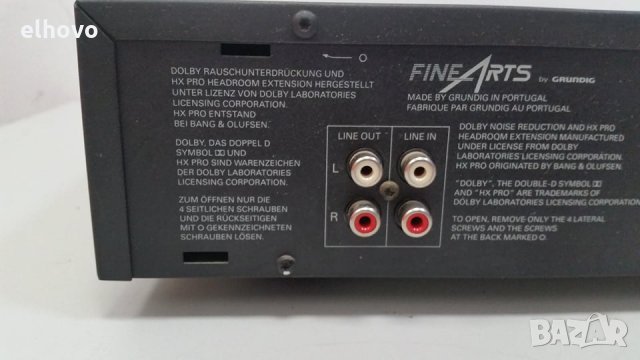 elhovo
O
DOLBY RAUSCHUNTERDRÜCKUNG UND
HX PRO HEADROOM EXTENSION HERGESTELLT
UNTER LIZENZ VON DOLBY LABORATORIES
LICENSING CORPORATION.
HX PRO ENTSTAND
BEI BANG & OLUFSEN.
DOLBY, DAS DOPPEL D
SYMBOL UND
HX PRO SIND WARENZEICHEN
DER DOLBY LABORATORIES
LICENSING CORPORATION.
ZUM ÖFFNEN NUR DIE
4 SEITLICHEN SCHRAUBEN
UND DIE RÜCKSEITIGEN
MIT O GEKENNZEICHNETEN
SCHRAUBEN LÖSEN.
LINE OUT
LINE IN
L
R
FINE ARTS by GRUNDIG
MADE BY GRUNDIG IN PORTUGAL
FABRIQUE PAR GRUNDIG AU PORTUGAL
DOLBY NOISE REDUCTION AND HX PRO
HEADROOM EXTENSION MANUFACTURED
UNDER LICENSE FROM DOLBY
LABORATORIES LICENSING CORPORATION.
HX PRO ORIGINATED BY BANG & OLUFSEN.
"DOLBY", THE DOUBLE-D SYMBOL
AND "HX PRO" ARE TRADEMARKS OF
DOLBY LABORATORIES LICENSING CORPORATION
TO OPEN, REMOVE ONLY THE 4 LATERAL
SCREWS AND THE SCREWS
AT THE BACK MARKED O.
BAZAR